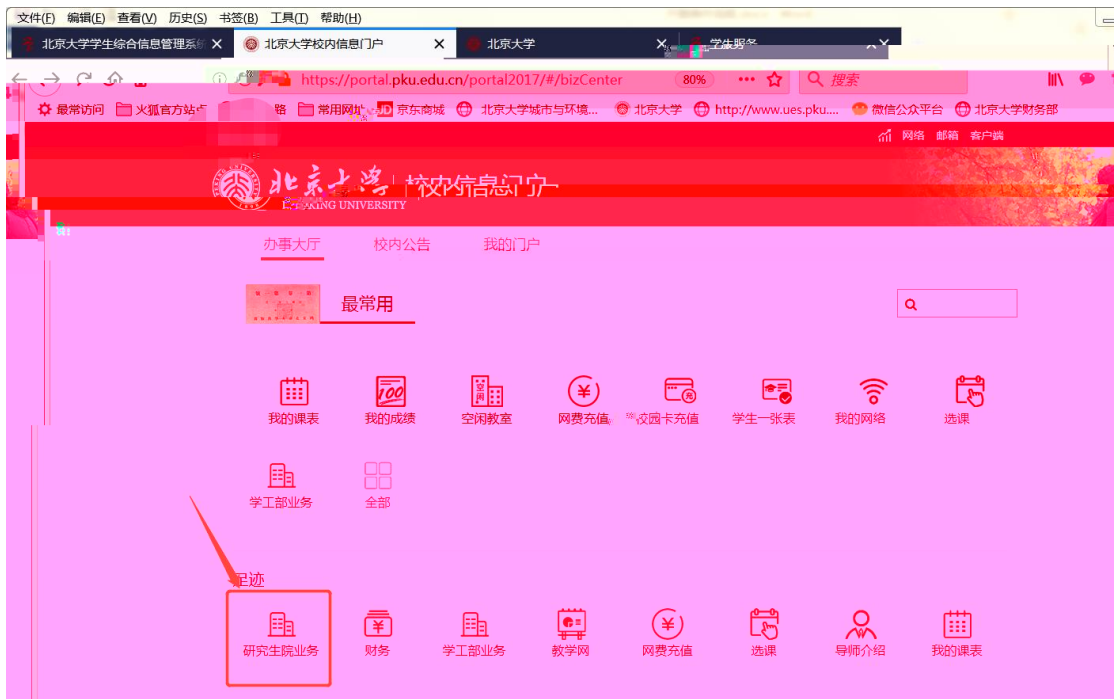 文件(F) 编辑(E) 查看(V) 历史(S) 书签(B) 工具(T) 帮助(H)
北京大学学生综合信息管理系统 北京大学校内信息门户 北京大学 学生服务
https://portal.pku.edu.cn/portal2017/#/bizCenter 80% 搜索
最常访问 火狐官方站点 路 常用网址 JD 京东商城 北京大学城市与环境... 北京大学 http://www.ues.pku.... 微信公众平台 北京大学财务部
网络 邮箱 客户端
北京大学 校内信息门户
PEKING UNIVERSITY
办事大厅 校内公告 我的门户
最常用
我的课表 我的成绩 空闲教室 网费充值 校园卡充值 学生一张表 我的网络 选课
学工部业务 全部
足迹
研究生院业务 财务 学工部业务 教学网 网费充值 选课 导师介绍 我的课表